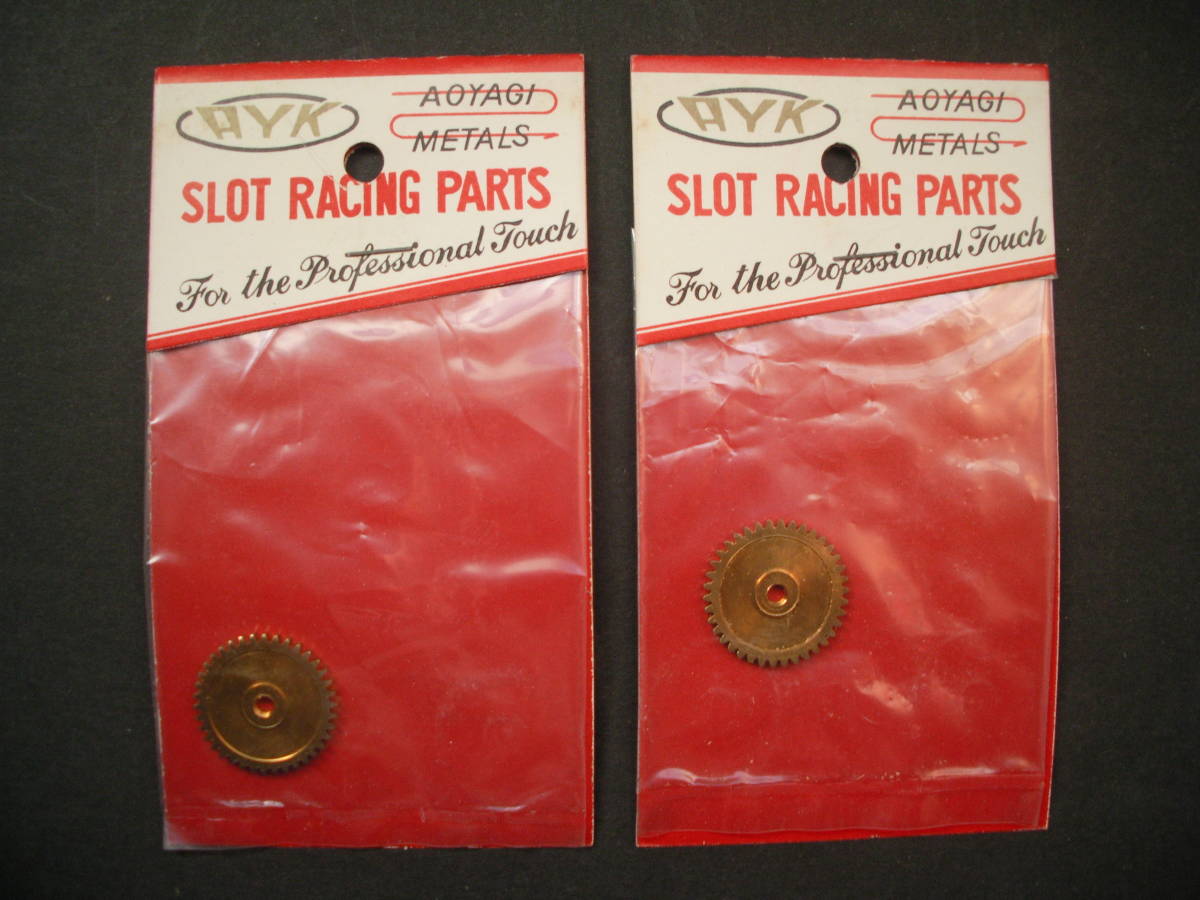 AYK
AOYAGI
METALS
SLOT RACING PARTS
For the Professional Touch
AYK
AOYAGI
METALS
SLOT RACING PARTS
For the Professional Touch